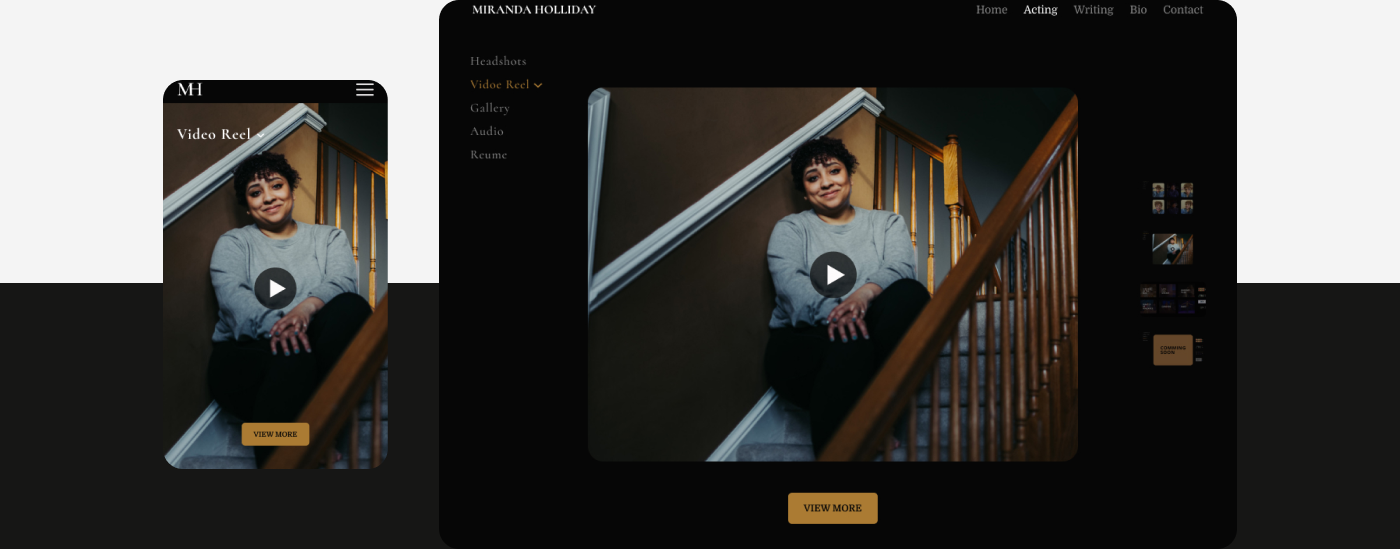 MH
Video Reel
VIEW MORE
MIRANDA HOLLIDAY
Home Acting Writing Bio Contact
Headshots
Vidoe Reel
Gallery
Audio
Reume
COMMING
SOON
VIEW MORE